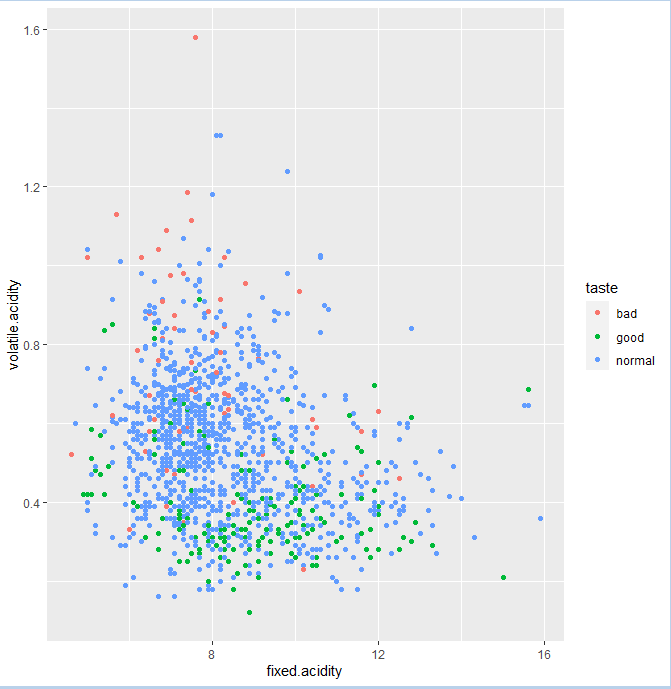 1.6
1.2
0.8
0.4
volatile.acidity
8
12
16
fixed.acidity
taste
bad
good
normal